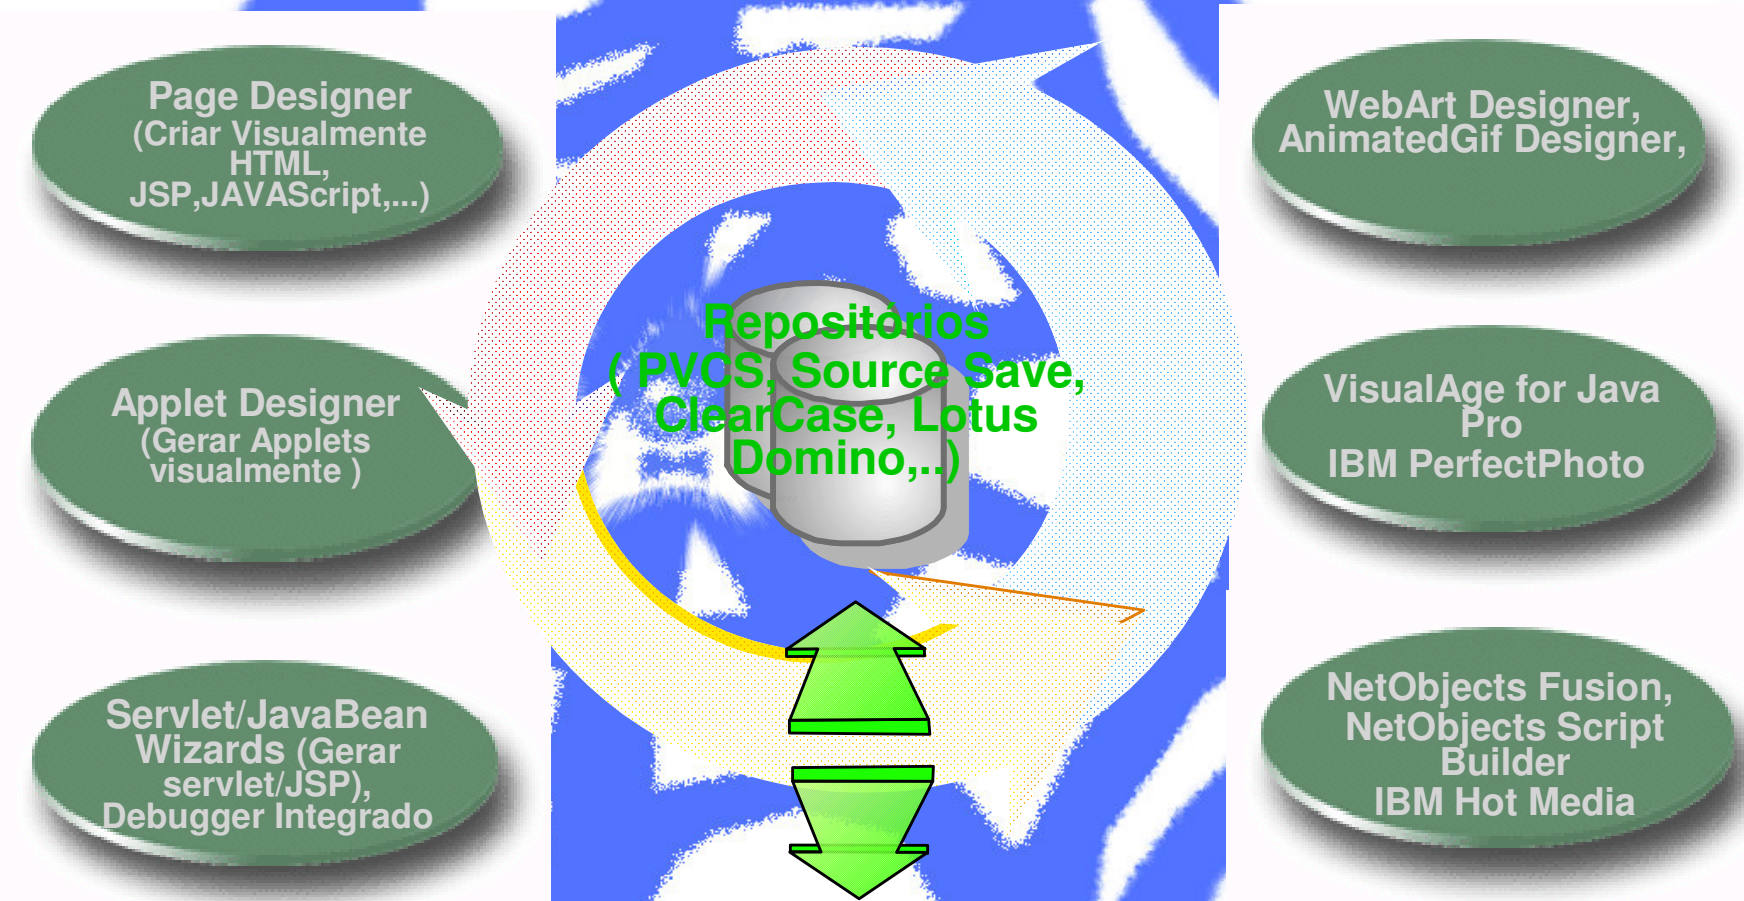 Page Designer
(Criar Visualmente
HTML,
JSP,JAVAScript,...)
Applet Designer
(Gerar Applets
visualmente )
Servlet/JavaBean
Wizards (Gerar
servlet/JSP),
Debugger Integrado
Repositórios
( PVCS, Source Save,
ClearCase, Lotus
Domino,..)
WebArt Designer,
AnimatedGif Designer,
VisualAge for Java
Pro
IBM PerfectPhoto
NetObjects Fusion,
NetObjects Script
Builder
IBM Hot Media